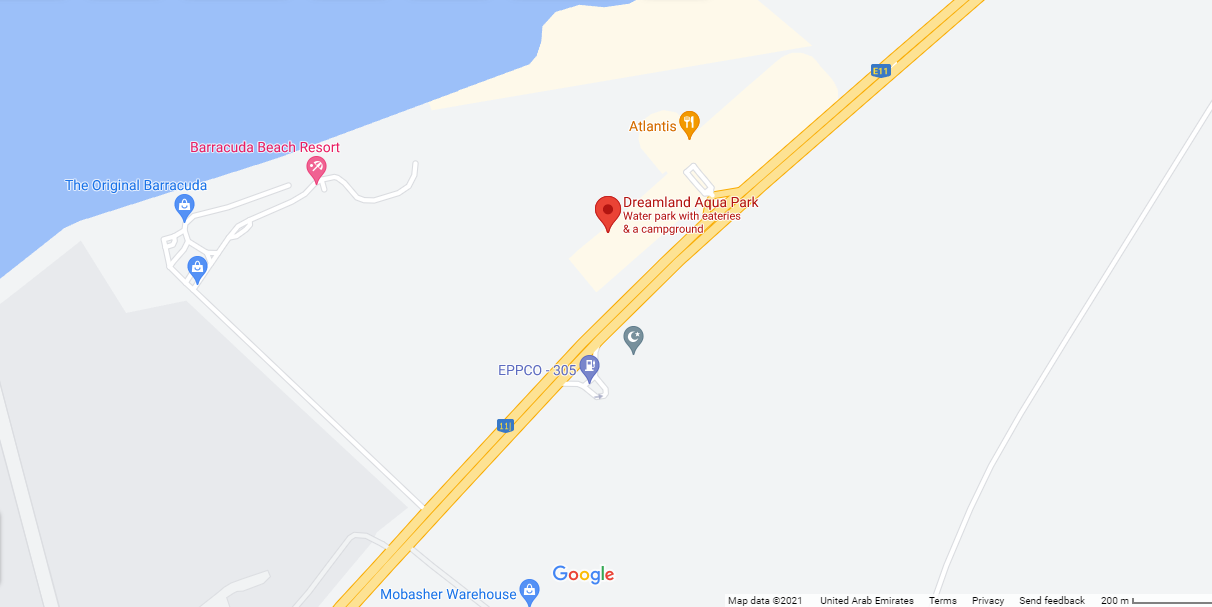 E11
Atlantis
Barracuda Beach Resort
The Original Barracuda
Dreamland Aqua Park
Water park with eateries
& a campground
EPPCO - 305
11
Google
Mobasher Warehouse
Map data ©2021 United Arab Emirates Terms Privacy Send feedback 200 m